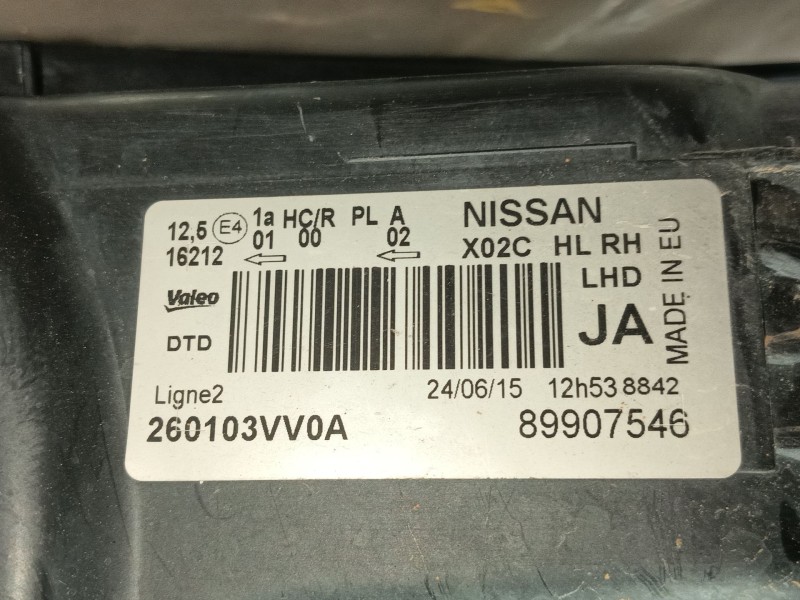 12,5 E4 1a HC/R PL A NISSAN
01 00 02
16212 X02C HL RH
Valeo LHD
DTD JA
MADE IN EU
Ligne2 24/06/15 12h53 8842
260103VV0A 89907546